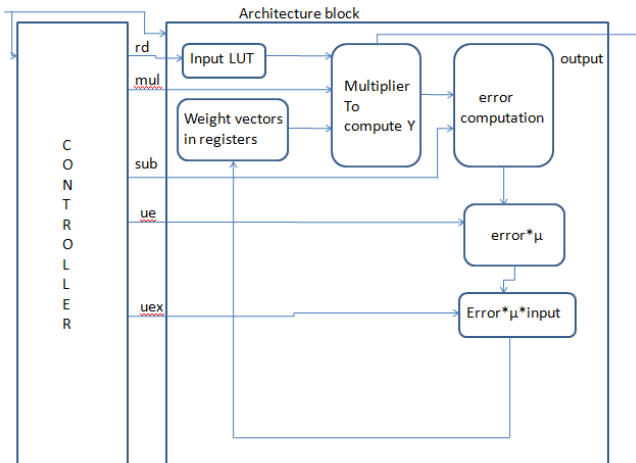 Architecture block
rd
Input LUT
output
mul
Multiplier
To
compute Y
error
computation
Weight vectors
in registers
C
O
N
T
R
O
L
L
E
R
sub
ue
error*µ
uex
Error*µ*input